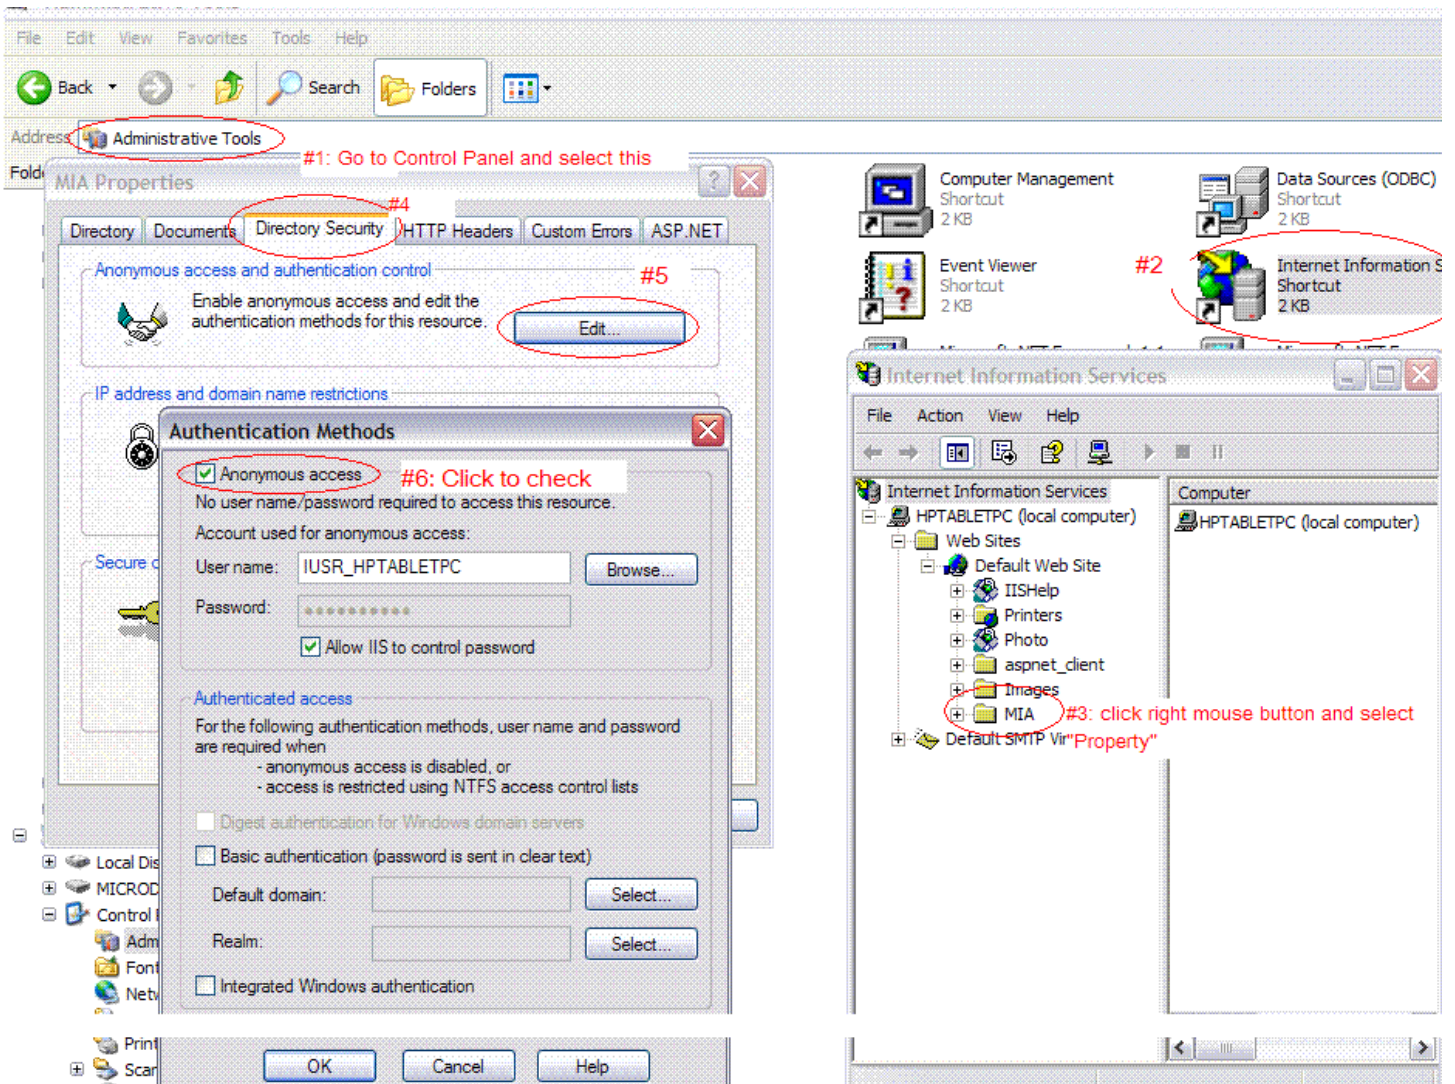 File Edit View Favorites Tools Help
Back Search Folders
Address Administrative Tools
#1: Go to Control Panel and select this
MIA Properties
#4
Directory Documents Directory Security HTTP Headers Custom Errors ASP.NET
Anonymous access and authentication control
#5
Enable anonymous access and edit the
authentication methods for this resource.
Edit...
IP address and domain name restrictions
Secure
Authentication Methods
Anonymous access
#6: Click to check
No user name/password required to access this resource.
Account used for anonymous access:
User name: IUSR_HPTABLETPC Browse...
Password:
Allow IIS to control password
Authenticated access
For the following authentication methods, user name and password
are required when
- anonymous access is disabled, or
- access is restricted using NTFS access control lists
Digest authentication for Windows domain servers
Basic authentication (password is sent in clear text)
Default domain: Select...
Realm: Select...
Integrated Windows authentication
OK Cancel Help
Local Dis
MICROD
Control
Adm
Font
Netw
Print
Scar
Computer Management
Shortcut
2 KB
Data Sources (ODBC)
Shortcut
2 KB
Event Viewer
Shortcut
2 KB
#2
Internet Information S
Shortcut
2 KB
Internet Information Services
File Action View Help
Internet Information Services
HPTABLETPC (local computer)
Web Sites
Default Web Site
IISHelp
Printers
Photo
aspnet_client
Images
MIA
#3: click right mouse button and select
"Property"
Default SMTP Vir
Computer
HPTABLETPC (local computer)